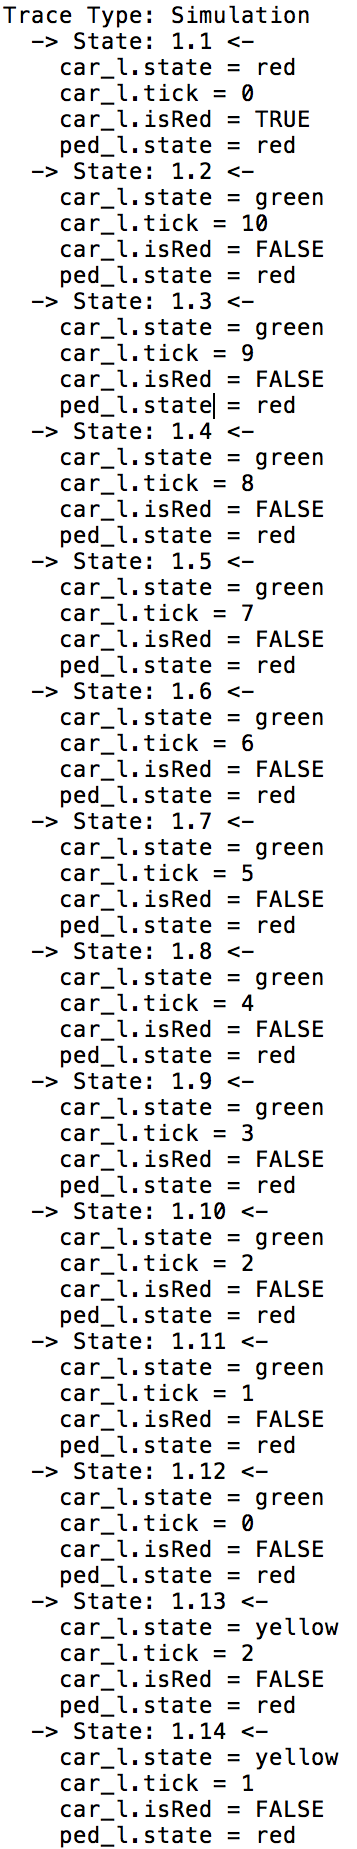 Trace Type: Simulation
-> State: 1.1 <-
car_l.state = red
car_l.tick = 0
car_l.isRed = TRUE
ped_l.state = red
-> State: 1.2 <-
car_l.state = green
car_l.tick = 10
car_l.isRed = FALSE
ped_l.state = red
-> State: 1.3 <-
car_l.state = green
car_l.tick = 9
car_l.isRed = FALSE
ped_l.state = red
-> State: 1.4 <-
car_l.state = green
car_l.tick = 8
car_l.isRed = FALSE
ped_l.state = red
-> State: 1.5 <-
car_l.state = green
car_l.tick = 7
car_l.isRed = FALSE
ped_l.state = red
-> State: 1.6 <-
car_l.state = green
car_l.tick = 6
car_l.isRed = FALSE
ped_l.state = red
-> State: 1.7 <-
car_l.state = green
car_l.tick = 5
car_l.isRed = FALSE
ped_l.state = red
-> State: 1.8 <-
car_l.state = green
car_l.tick = 4
car_l.isRed = FALSE
ped_l.state = red
-> State: 1.9 <-
car_l.state = green
car_l.tick = 3
car_l.isRed = FALSE
ped_l.state = red
-> State: 1.10 <-
car_l.state = green
car_l.tick = 2
car_l.isRed = FALSE
ped_l.state = red
-> State: 1.11 <-
car_l.state = green
car_l.tick = 1
car_l.isRed = FALSE
ped_l.state = red
-> State: 1.12 <-
car_l.state = green
car_l.tick = 0
car_l.isRed = FALSE
ped_l.state = red
-> State: 1.13 <-
car_l.state = yellow
car_l.tick = 2
car_l.isRed = FALSE
ped_l.state = red
-> State: 1.14 <-
car_l.state = yellow
car_l.tick = 1
car_l.isRed = FALSE
ped_l.state = red